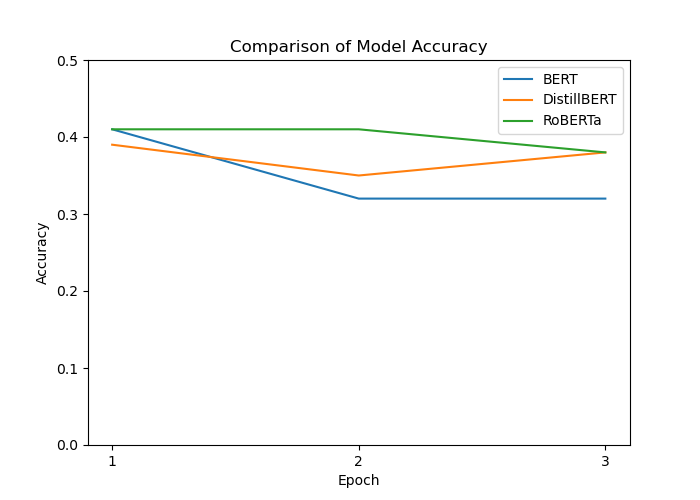 Comparison of Model Accuracy
0.5
0.4
0.3
0.2
0.1
0.0
Accuracy
BERT
DistillBERT
RoBERTa
1 2 3
Epoch